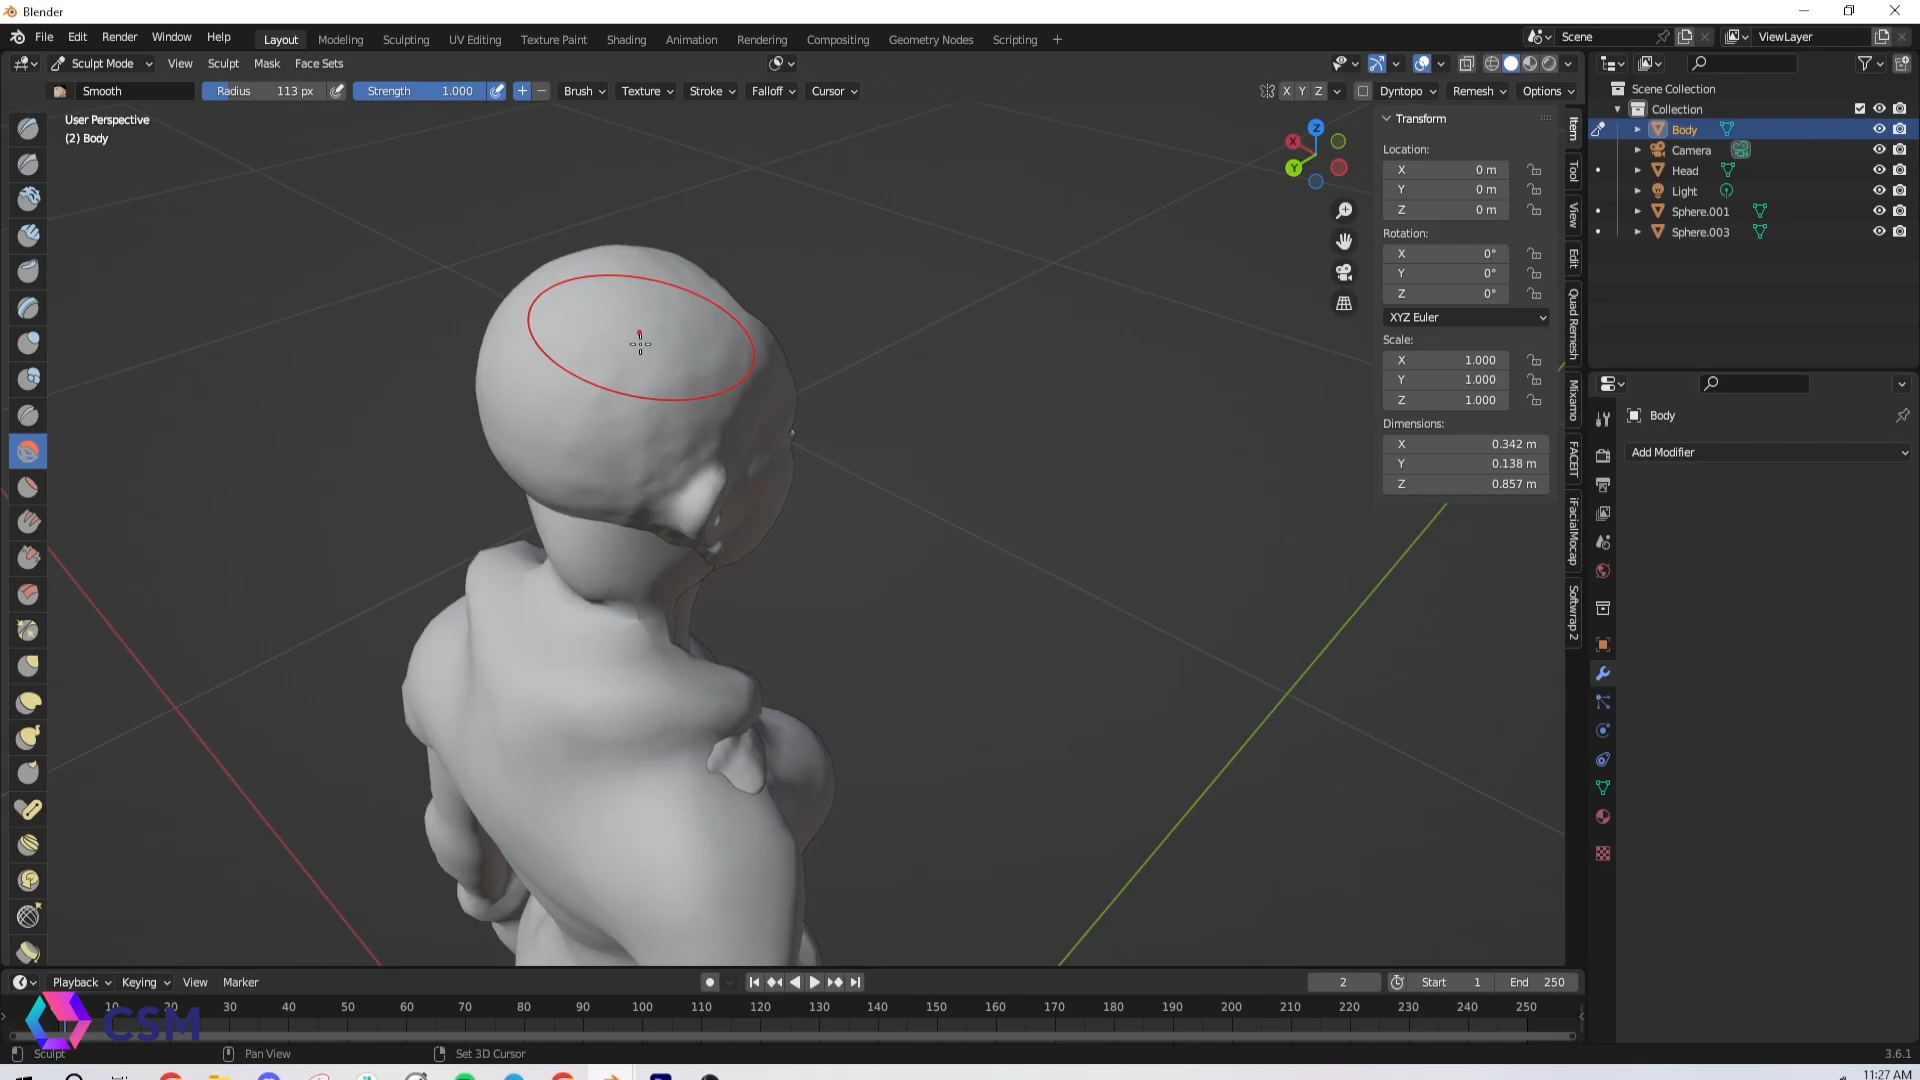 Blender
File Edit Render Window Help Layout Modeling Sculpting UV Editing Texture Paint Shading Animation Rendering Compositing Geometry Nodes Scripting + Scene ViewLayer
Sculpt Mode View Sculpt Mask Face Sets
Smooth Radius 113 px Strength 1.000 Brush Texture Stroke Falloff Cursor X Y Z Dyntopo Remesh Options
User Perspective
(2) Body
Z
X
Y
Transform
Location:
X 0 m
Y 0 m
Z 0 m
Rotation:
X 0°
Y 0°
Z 0°
XYZ Euler
Scale:
X 1.000
Y 1.000
Z 1.000
Dimensions:
X 0.342 m
Y 0.138 m
Z 0.857 m
Item
Tool
View
Edit
Quad Remesh
Mixamo
FACEIT
iFacialMocap
Softwrap 2
Scene Collection
Collection
Body
Camera
Head
Light
Sphere.001
Sphere.003
Body
Add Modifier
Playback Keying View Marker 2 Start 1 End 250
10 20 30 40 50 60 70 80 90 100 110 120 130 140 150 160 170 180 190 200 210 220 230 240 250
CSM
Sculpt Pan View Set 3D Cursor 3.6.1
11:27 AM